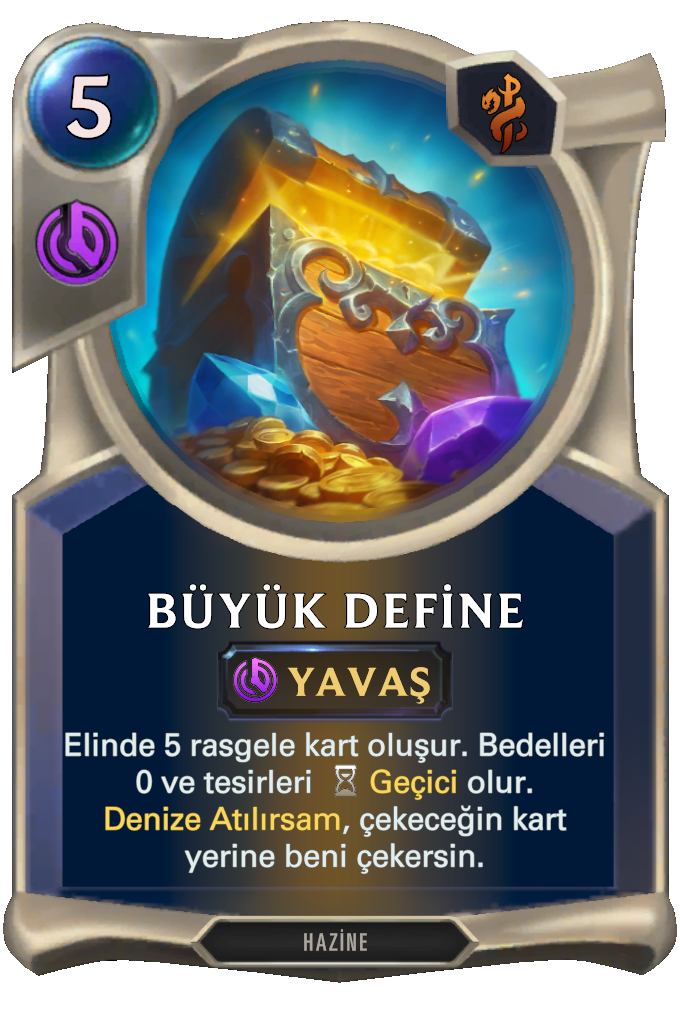 5
BÜYÜK DEFİNE
YAVAŞ
Elinde 5 rasgele kart oluşur. Bedelleri
0 ve tesirleri Geçici olur.
Denize Atılırsam, çekeceğin kart
yerine beni çekersin.
HAZİNE